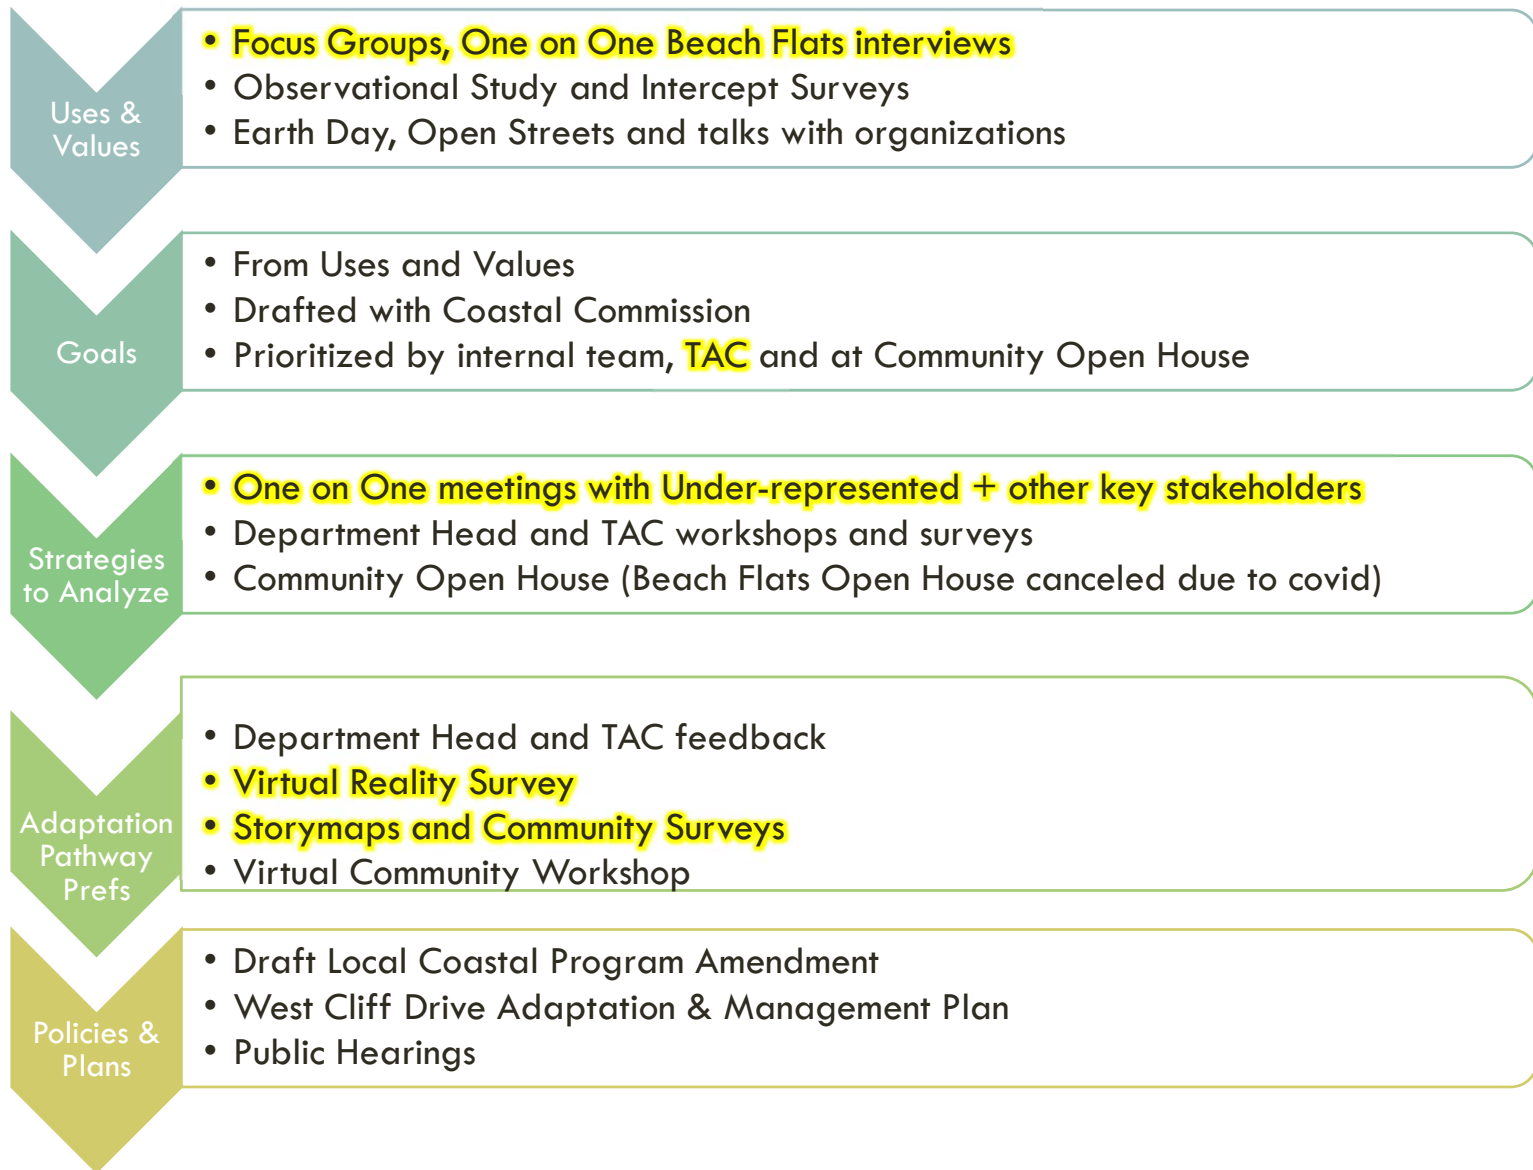 Uses &
Values
• Focus Groups, One on One Beach Flats interviews
• Observational Study and Intercept Surveys
• Earth Day, Open Streets and talks with organizations
Goals
• From Uses and Values
• Drafted with Coastal Commission
• Prioritized by internal team, TAC and at Community Open House
Strategies
to Analyze
• One on One meetings with Under-represented + other key stakeholders
• Department Head and TAC workshops and surveys
• Community Open House (Beach Flats Open House canceled due to covid)
Adaptation
Pathway
Prefs
• Department Head and TAC feedback
• Virtual Reality Survey
• Storymaps and Community Surveys
• Virtual Community Workshop
Policies &
Plans
• Draft Local Coastal Program Amendment
• West Cliff Drive Adaptation & Management Plan
• Public Hearings